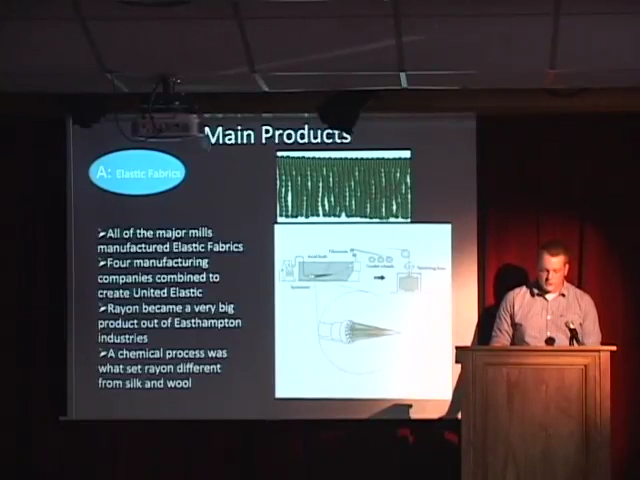 Main Products
A: Elastic Fabrics
➢All of the major mills
manufactured Elastic Fabrics
➢Four manufacturing
companies combined to
create United Elastic
➢Rayon became a very big
product out of Easthampton
industries
➢A chemical process was
what set rayon different
from silk and wool